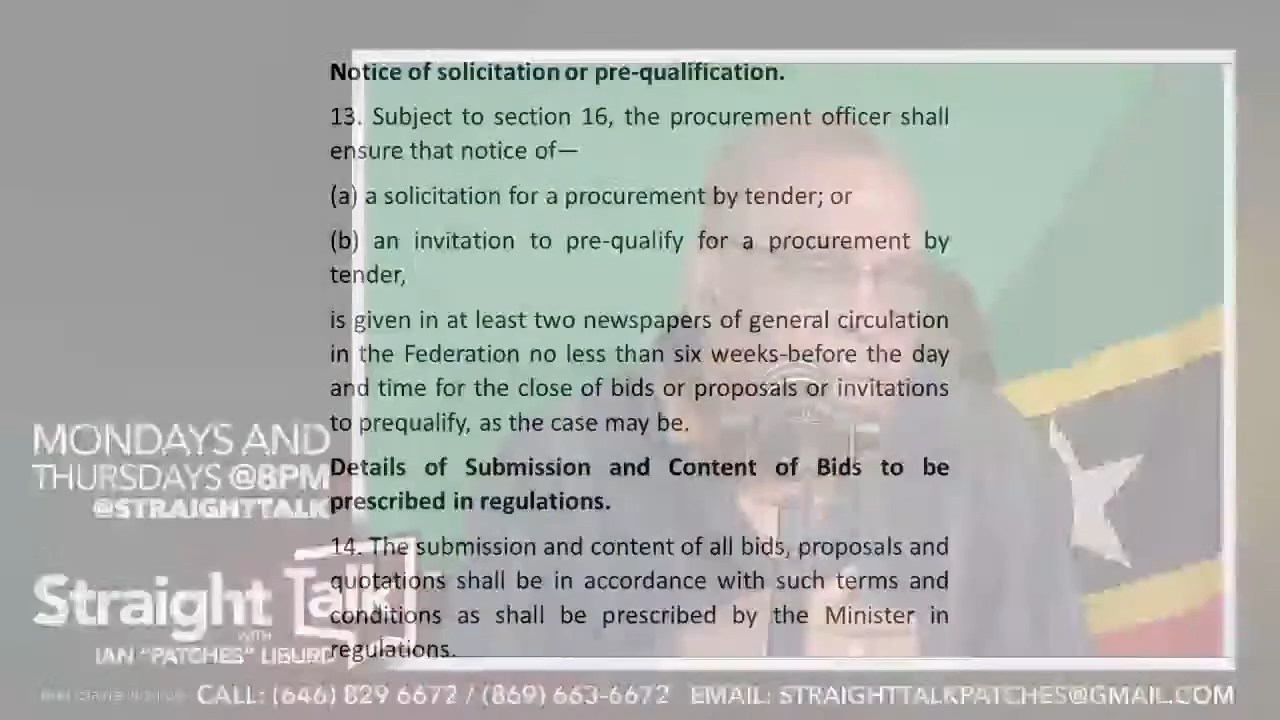 Notice of solicitation or pre-qualification.
13. Subject to section 16, the procurement officer shall
ensure that notice of—
(a) a solicitation for a procurement by tender; or
(b) an invitation to pre-qualify for a procurement by
tender,
is given in at least two newspapers of general circulation
in the Federation no less than six weeks-before the day
and time for the close of bids or proposals or invitations
to prequalify, as the case may be.
Details of Submission and Content of Bids to be
prescribed in regulations.
14. The submission and content of all bids, proposals and
quotations shall be in accordance with such terms and
conditions as shall be prescribed by the Minister in
regulations.
MONDAYS AND
THURSDAYS @8PM
@STRAIGHTTALK
Straight Talk
WITH
IAN "PATCHES" LIBURD
CALL: (646) 829 6672 / (869) 663-6672 EMAIL: STRAIGHTTALKPATCHES@GMAIL.COM